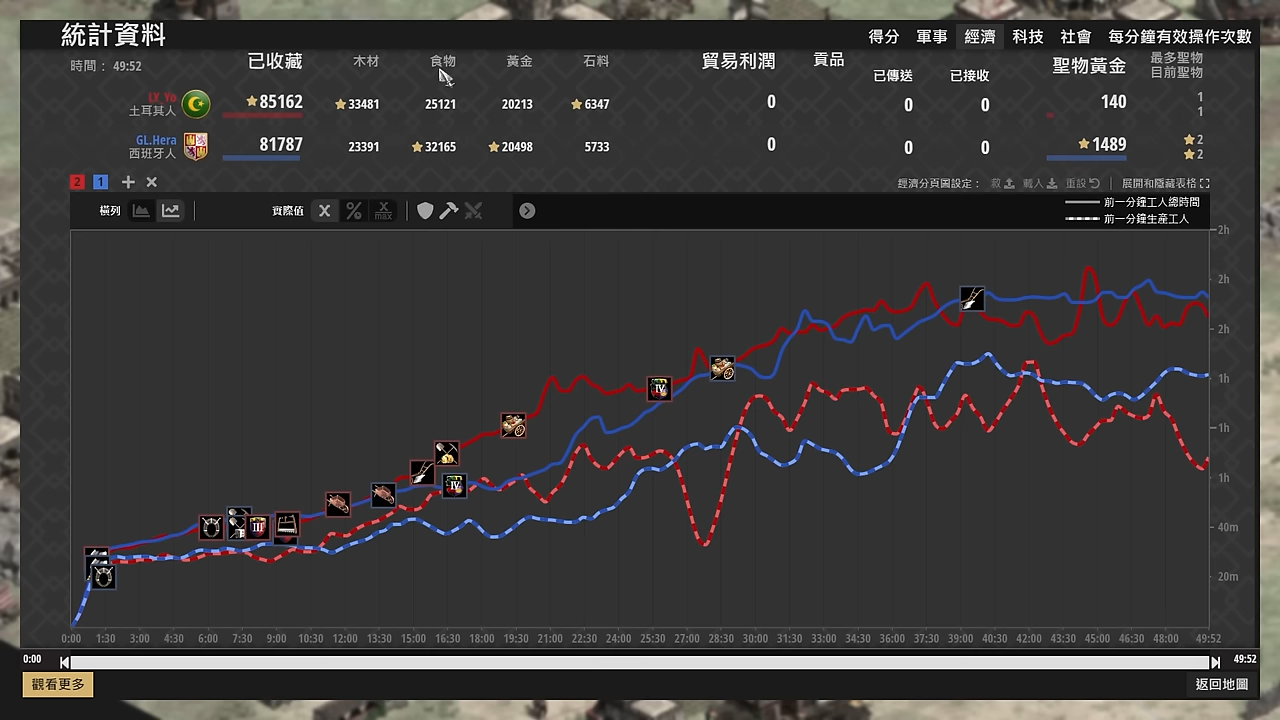 統計資料
得分 軍事 經濟 科技 社會 每分鐘有效操作次數
時間： 49:52
已收藏 木材 食物 黃金 石料 貿易利潤 貢品 已傳送 已接收 聖物黃金 最多聖物 目前聖物
LY_Yo
土耳其人 85162 33481 25121 20213 6347 0 0 0 140 1 1
GL.Hera
西班牙人 81787 23391 32165 20498 5733 0 0 0 1489 2 2
2 1
經濟分頁圖設定： 載入 重設 展開和隱藏表格
橫列 實際值 X % X max
前一分鐘工人總時間
前一分鐘生產工人
2h
2h
2h
1h
1h
1h
40m
20m
IV
IV
III
0:00 1:30 3:00 4:30 6:00 7:30 9:00 10:30 12:00 13:30 15:00 16:30 18:00 19:30 21:00 22:30 24:00 25:30 27:00 28:30 30:00 31:30 33:00 34:30 36:00 37:30 39:00 40:30 42:00 43:30 45:00 46:30 48:00 49:52
0:00 49:52
觀看更多 返回地圖